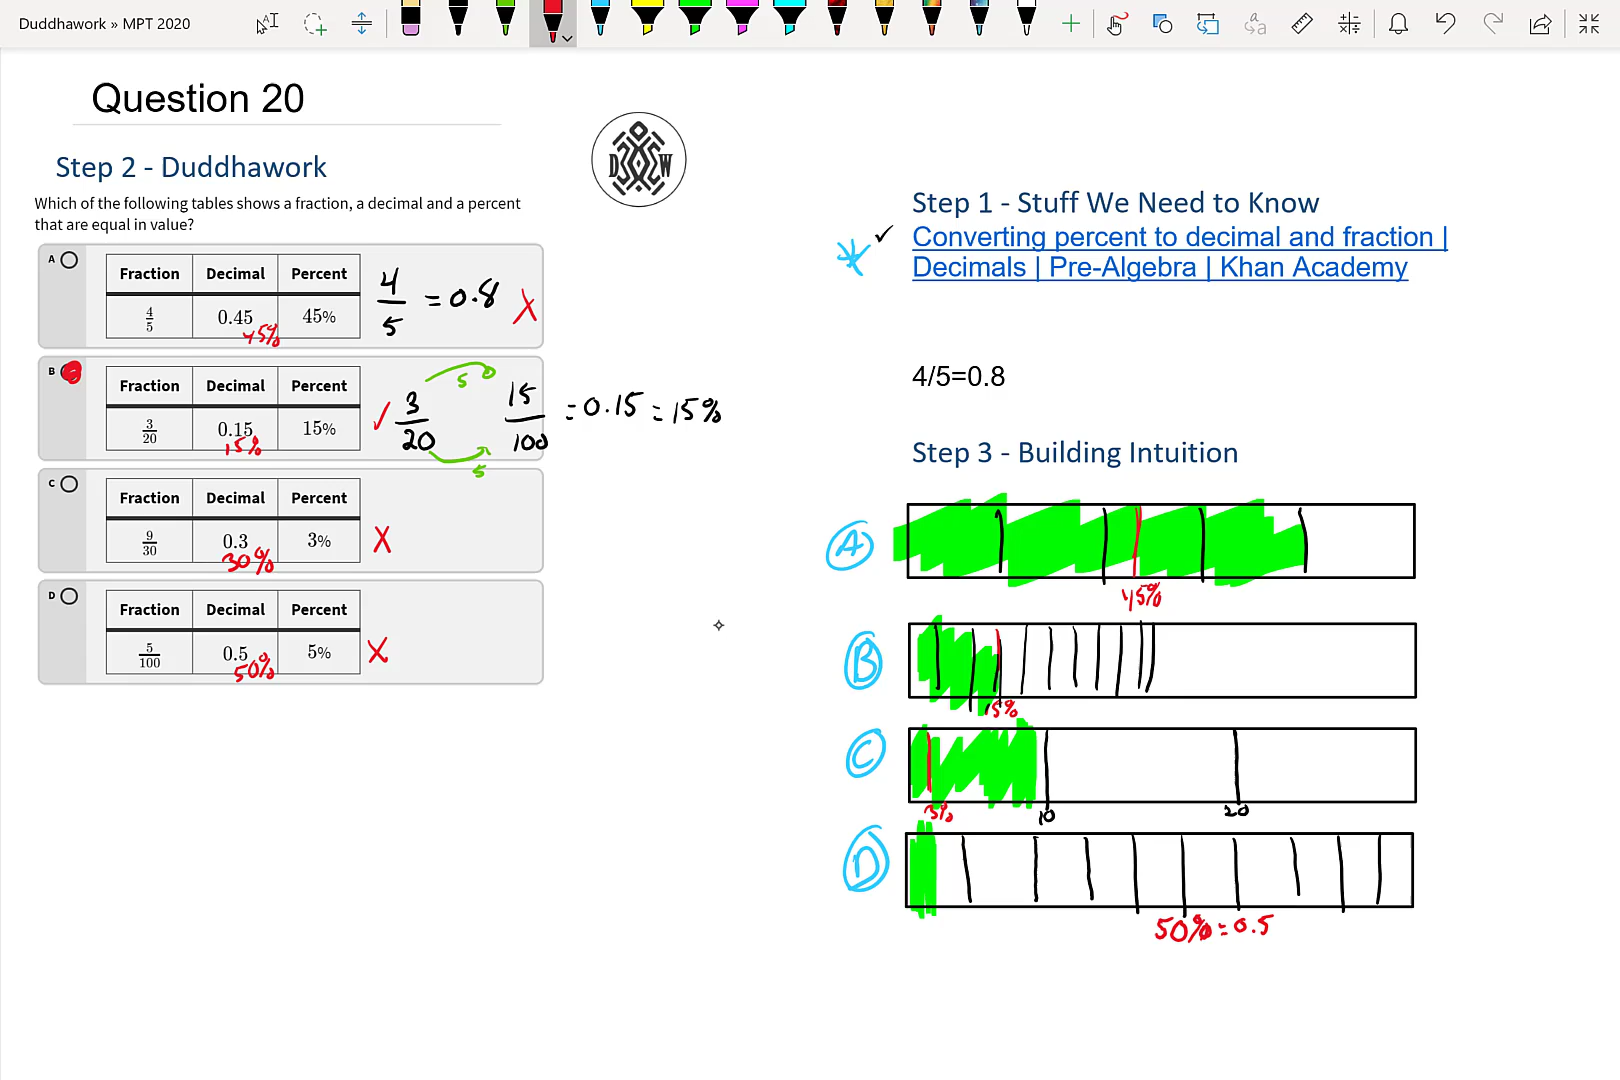 Duddhawork » MPT 2020
Question 20
Step 2 - Duddhawork
Which of the following tables shows a fraction, a decimal and a percent
that are equal in value?
A
Fraction Decimal Percent
4/5 0.45 45%
45%
4/5 = 0.8 X
B
Fraction Decimal Percent
3/20 0.15 15%
15%
✓ 3/20 15/100 = 0.15 = 15%
5
5
C
Fraction Decimal Percent
9/30 0.3 3%
30%
X
D
Fraction Decimal Percent
5/100 0.5 5%
50%
X
D W
Step 1 - Stuff We Need to Know
✓ Converting percent to decimal and fraction |
Decimals | Pre-Algebra | Khan Academy
4/5=0.8
Step 3 - Building Intuition
A
45%
B
15%
C
3% 10 20
D
50% = 0.5